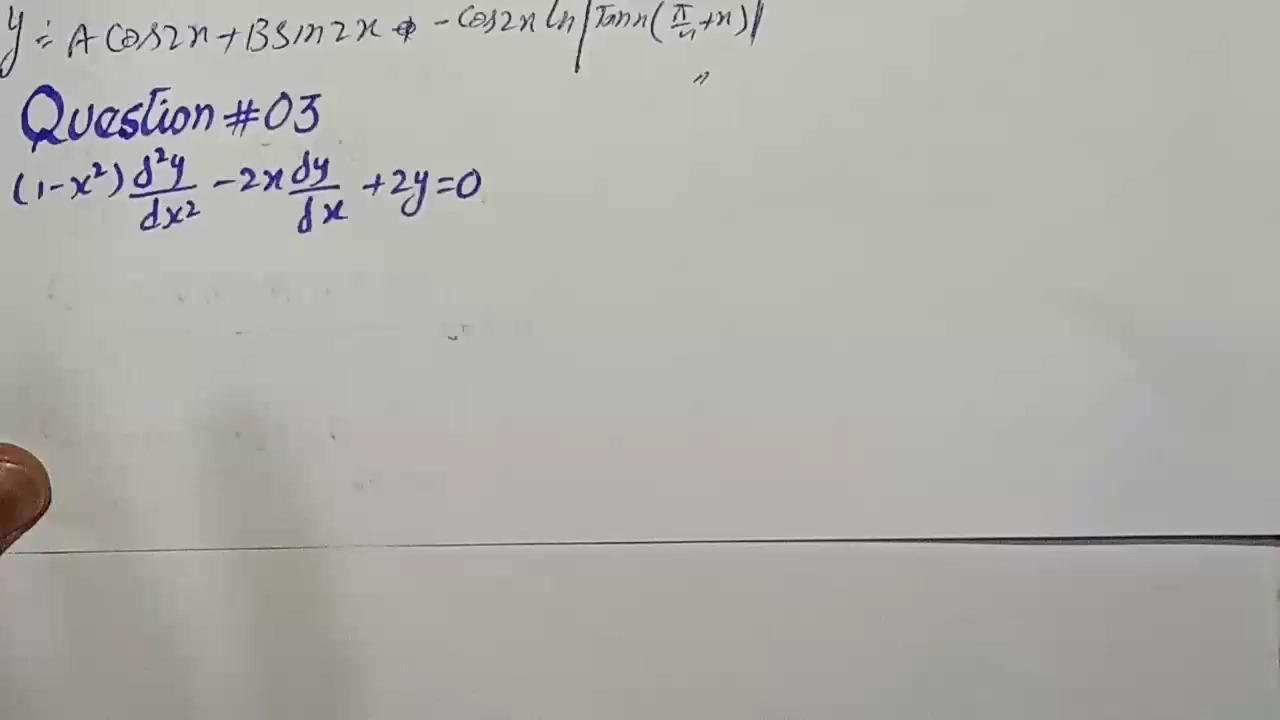 y = A Cos2x + B Sin2x - Cos2x ln|Tan x(π/4 + x)|
Question #03
(1-x²) d²y/dx² - 2x dy/dx + 2y = 0